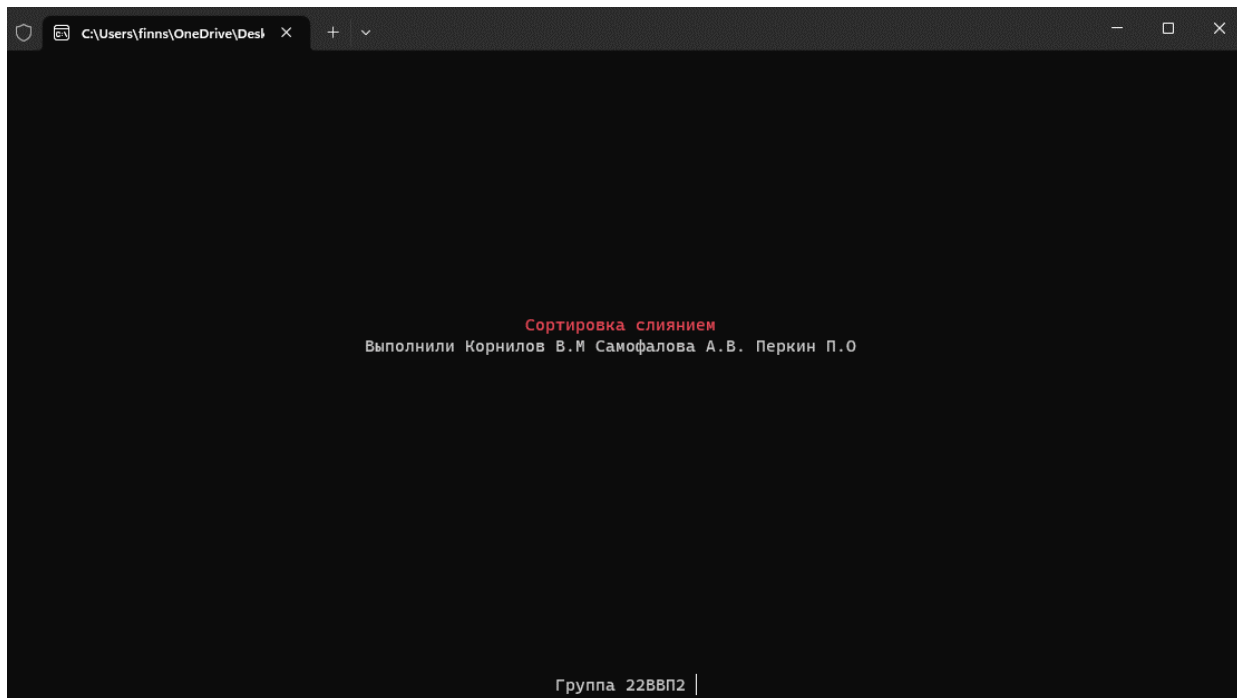 C:\Users\finns\OneDrive\Desk
Сортировка слиянием
Выполнили Корнилов В.М Самофалова А.В. Перкин П.О
Группа 22ВВП2